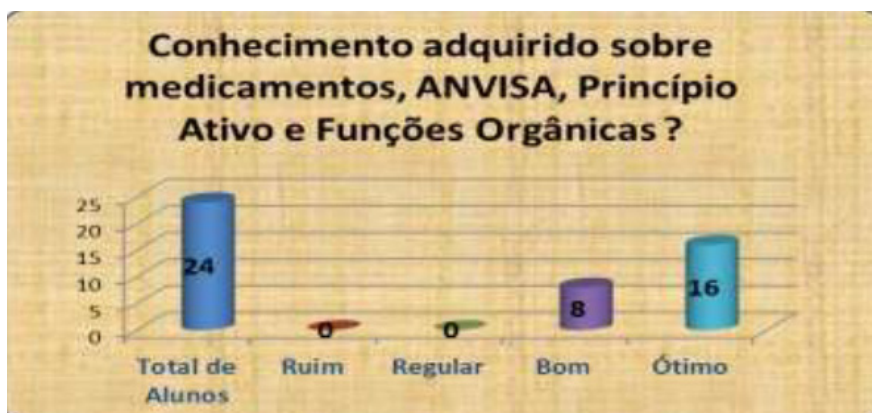 Conhecimento adquirido sobre
medicamentos, ANVISA, Princípio
Ativo e Funções Orgânicas ?
25
20
15
10
5
0
24
0
0
8
16
Total de
Alunos
Ruim
Regular
Bom
Ótimo